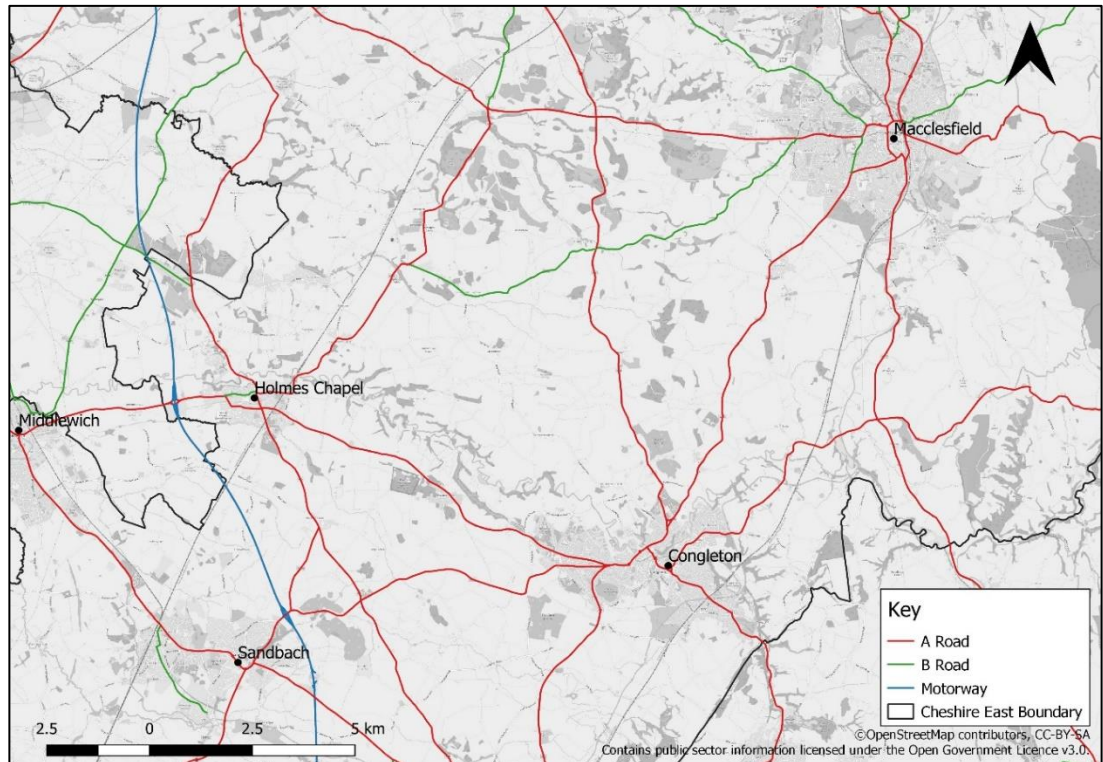 Macclesfield
Holmes Chapel
Middlewich
Congleton
Sandbach
Key
A Road
B Road
Motorway
Cheshire East Boundary
2.5 0 2.5 5 km
©OpenStreetMap contributors, CC-BY-SA
Contains public sector information licensed under the Open Government Licence v3.0.